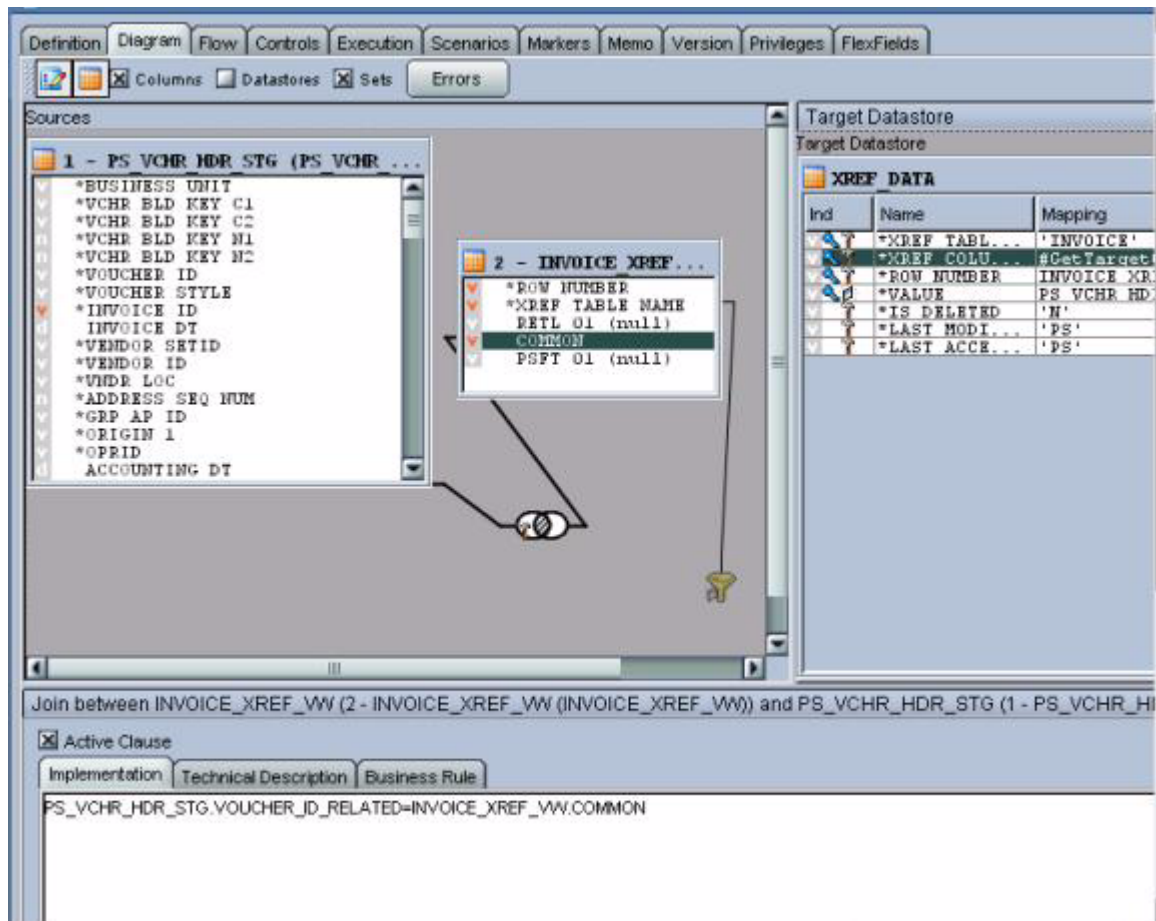 Definition Diagram Flow Controls Execution Scenarios Markers Memo Version Privileges FlexFields
Columns Datastores Sets Errors
Sources
1 - PS_VCHR_HDR_STG (PS_VCHR_...
*BUSINESS UNIT
*VCHR BLD KEY C1
*VCHR BLD KEY C2
*VCHR BLD KEY N1
*VCHR BLD KEY N2
*VOUCHER ID
*VOUCHER STYLE
*INVOICE ID
INVOICE DT
*VENDOR SETID
*VENDOR ID
*VNDR LOC
*ADDRESS SEQ NUM
*GRP AP ID
*ORIGIN 1
*OPRID
ACCOUNTING DT
2 - INVOICE_XREF...
*ROW NUMBER
*XREF TABLE NAME
RETL 01 (null)
COMMON
PSFT 01 (null)
Target Datastore
Target Datastore
XREF_DATA
Ind Name Mapping
*XREF TABL... 'INVOICE'
*XREF COLU... #GetTarget
*ROW NUMBER INVOICE XR
*VALUE PS VCHR HD
*IS DELETED 'N'
*LAST MODI... 'PS'
*LAST ACCE... 'PS'
Join between INVOICE_XREF_VW (2 - INVOICE_XREF_VW (INVOICE_XREF_VW)) and PS_VCHR_HDR_STG (1 - PS_VCHR_H
Active Clause
Implementation Technical Description Business Rule
PS_VCHR_HDR_STG.VOUCHER_ID_RELATED=INVOICE_XREF_VW.COMMON